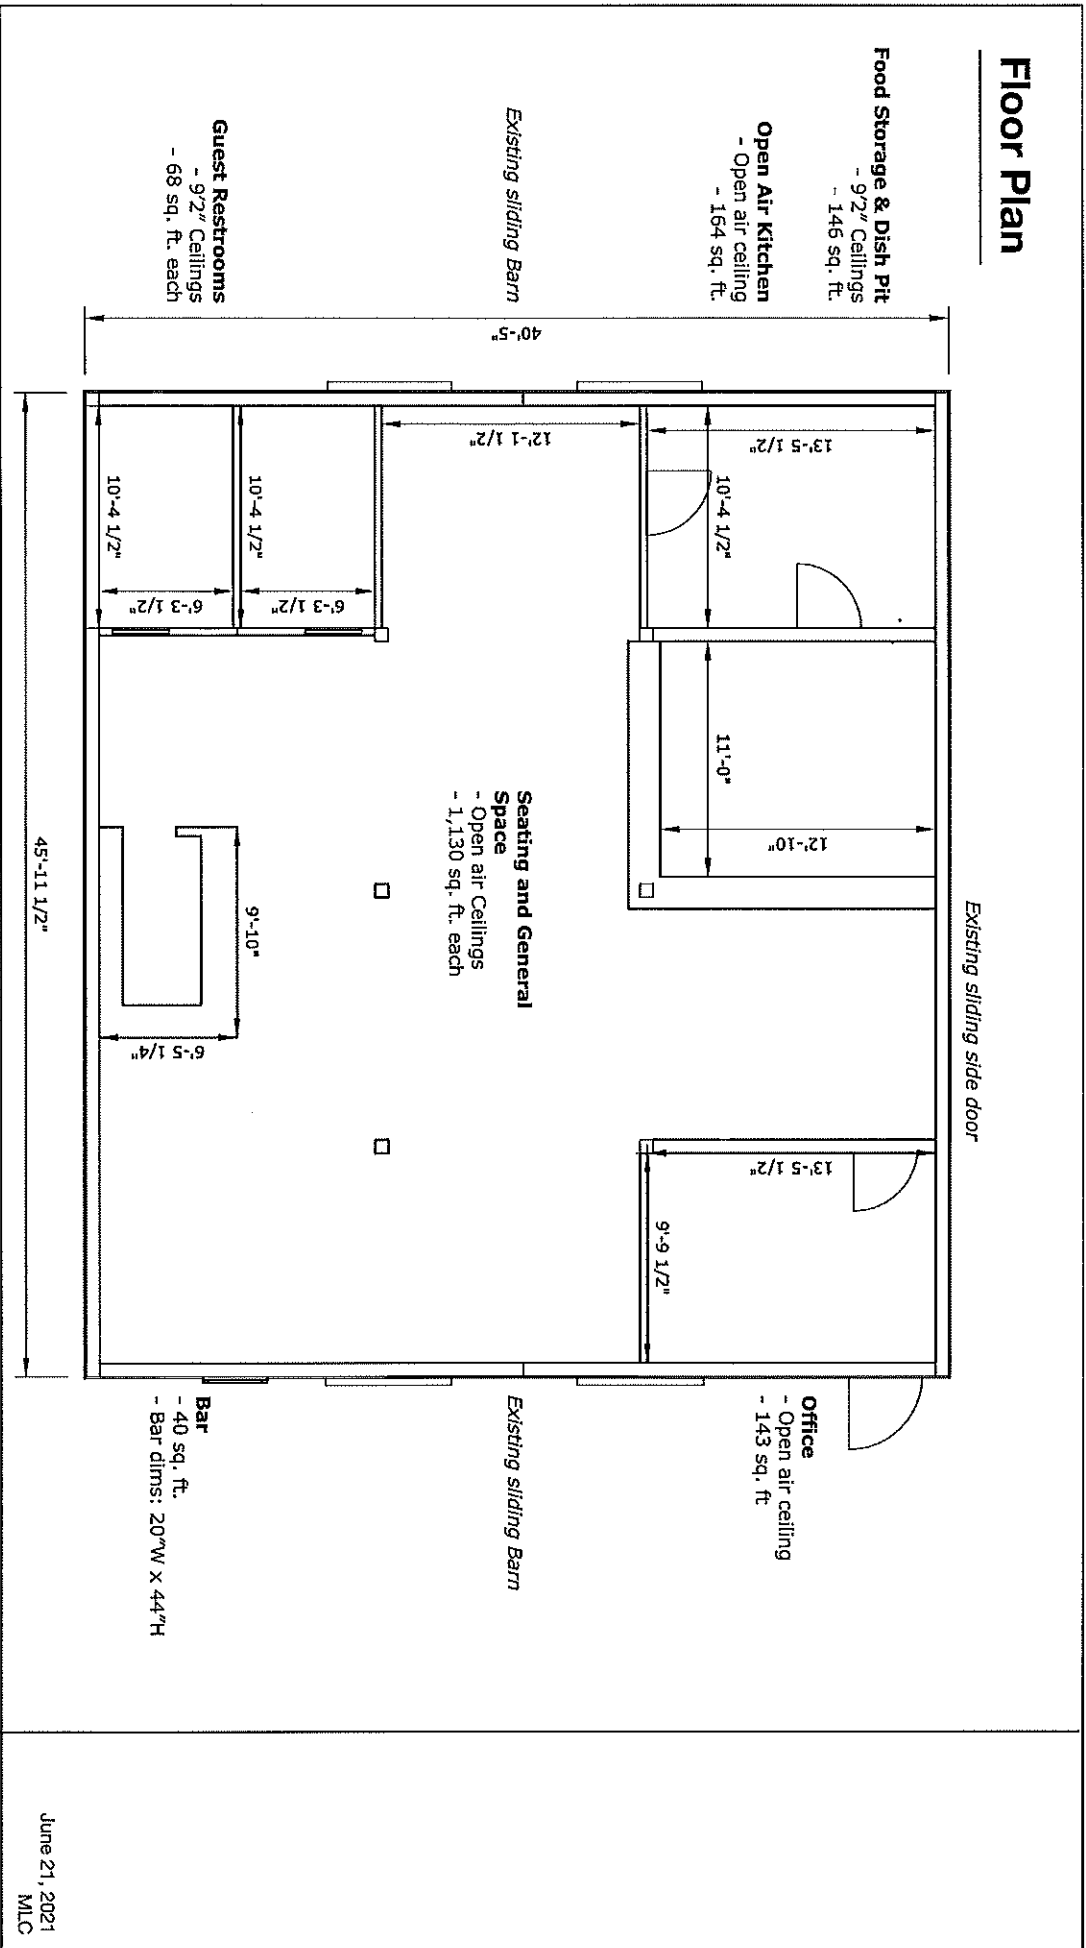 Floor Plan
Food Storage & Dish Pit
- 9'2" Ceilings
- 146 sq. ft.
Open Air Kitchen
- Open air ceiling
- 164 sq. ft.
Existing sliding Barn
Guest Restrooms
- 9'2" Ceilings
- 68 sq. ft. each
Existing sliding side door
40'-5"
13'-5 1/2"
10'-4 1/2"
12'-1 1/2"
10'-4 1/2"
6'-3 1/2"
10'-4 1/2"
6'-3 1/2"
11'-0"
12'-10"
Seating and General
Space
- Open air Ceilings
- 1,130 sq. ft. each
9'-10"
6'-5 1/4"
13'-5 1/2"
9'-9 1/2"
45'-11 1/2"
Office
- Open air ceiling
- 143 sq. ft
Existing sliding Barn
Bar
- 40 sq. ft.
- Bar dims: 20"W x 44"H
June 21, 2021
MLC